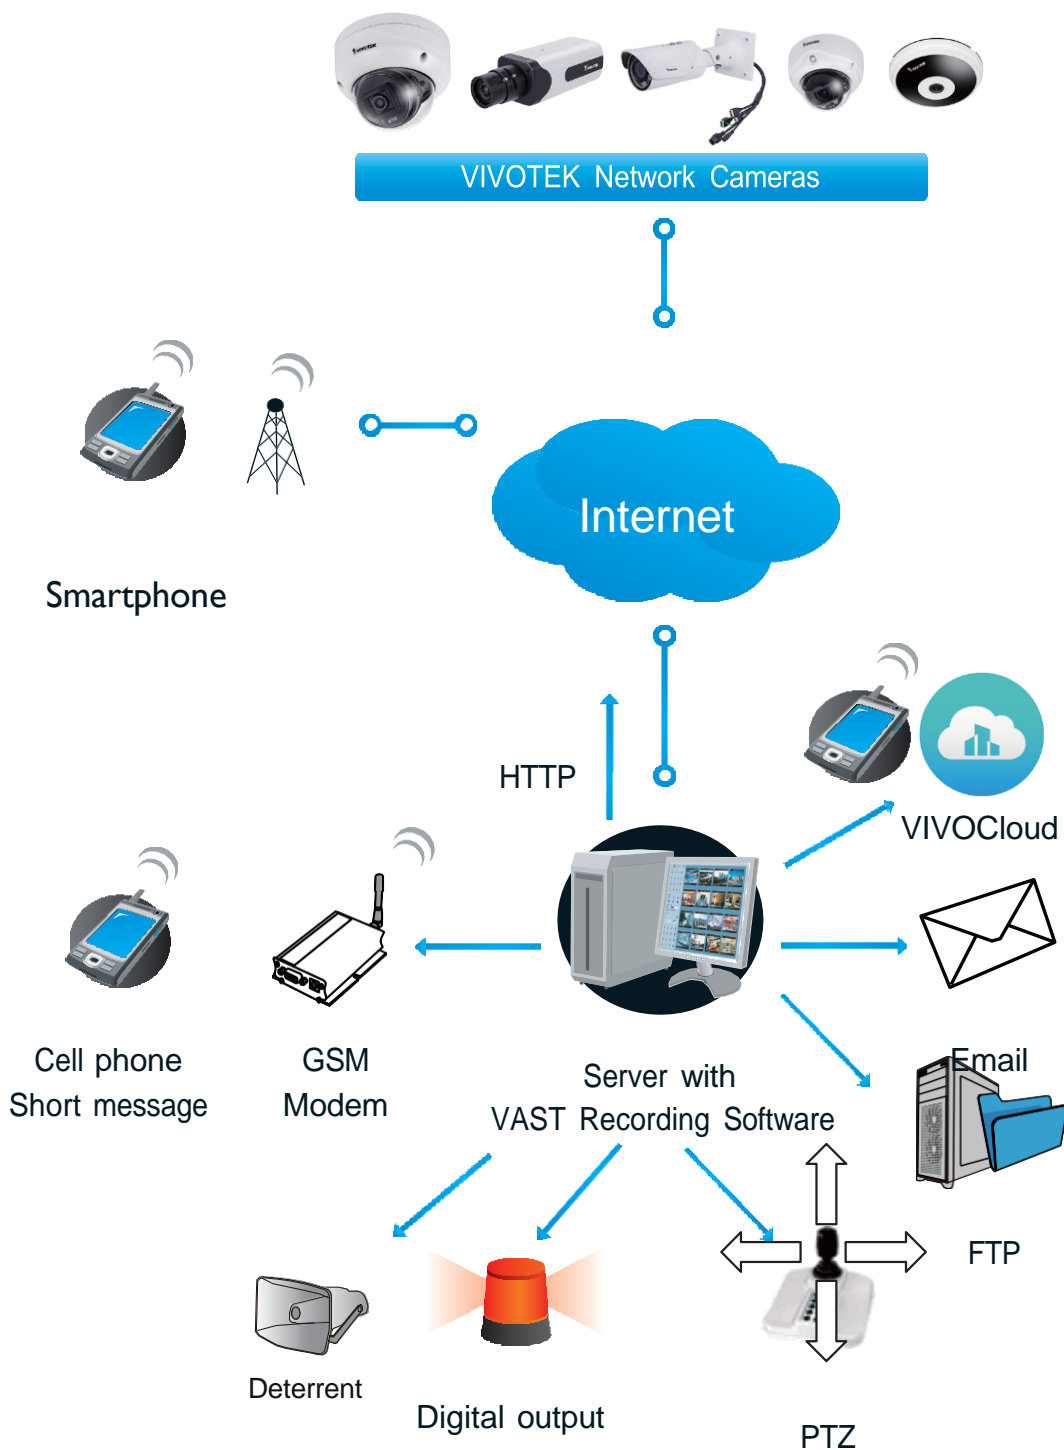 VIVOTEK
VIVOTEK Network Cameras
Internet
Smartphone
HTTP
VIVOCloud
Cell phone
Short message
GSM
Modem
Server with
VAST Recording Software
Email
FTP
Deterrent
Digital output
PTZ